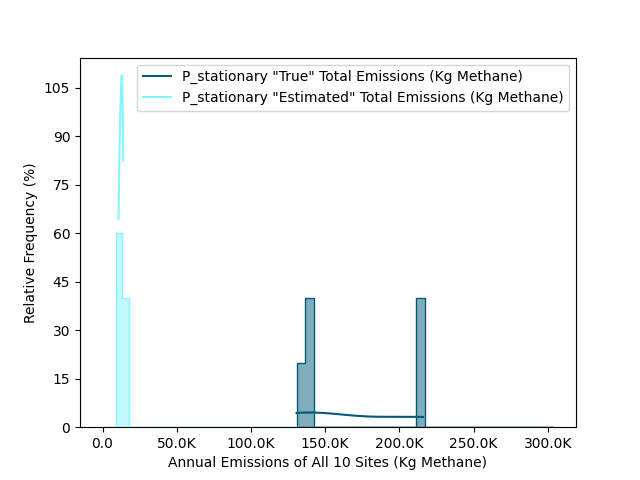 P_stationary "True" Total Emissions (Kg Methane)
P_stationary "Estimated" Total Emissions (Kg Methane)
105
90
75
60
45
30
15
0
Relative Frequency (%)
0.0 50.0K 100.0K 150.0K 200.0K 250.0K 300.0K
Annual Emissions of All 10 Sites (Kg Methane)